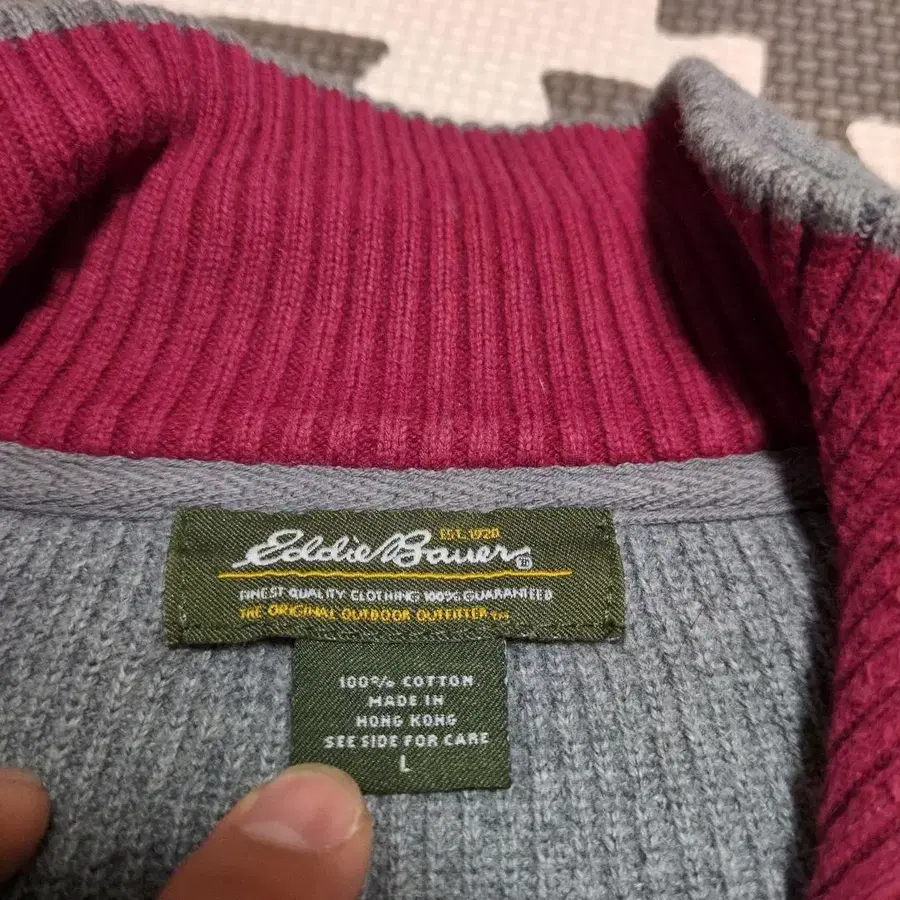 EST. 1920
Eddie Bauer
FINEST QUALITY CLOTHING 100% GUARANTEED
THE ORIGINAL OUTDOOR OUTFITTER TM
100% COTTON
MADE IN
HONG KONG
SEE SIDE FOR CARE
L